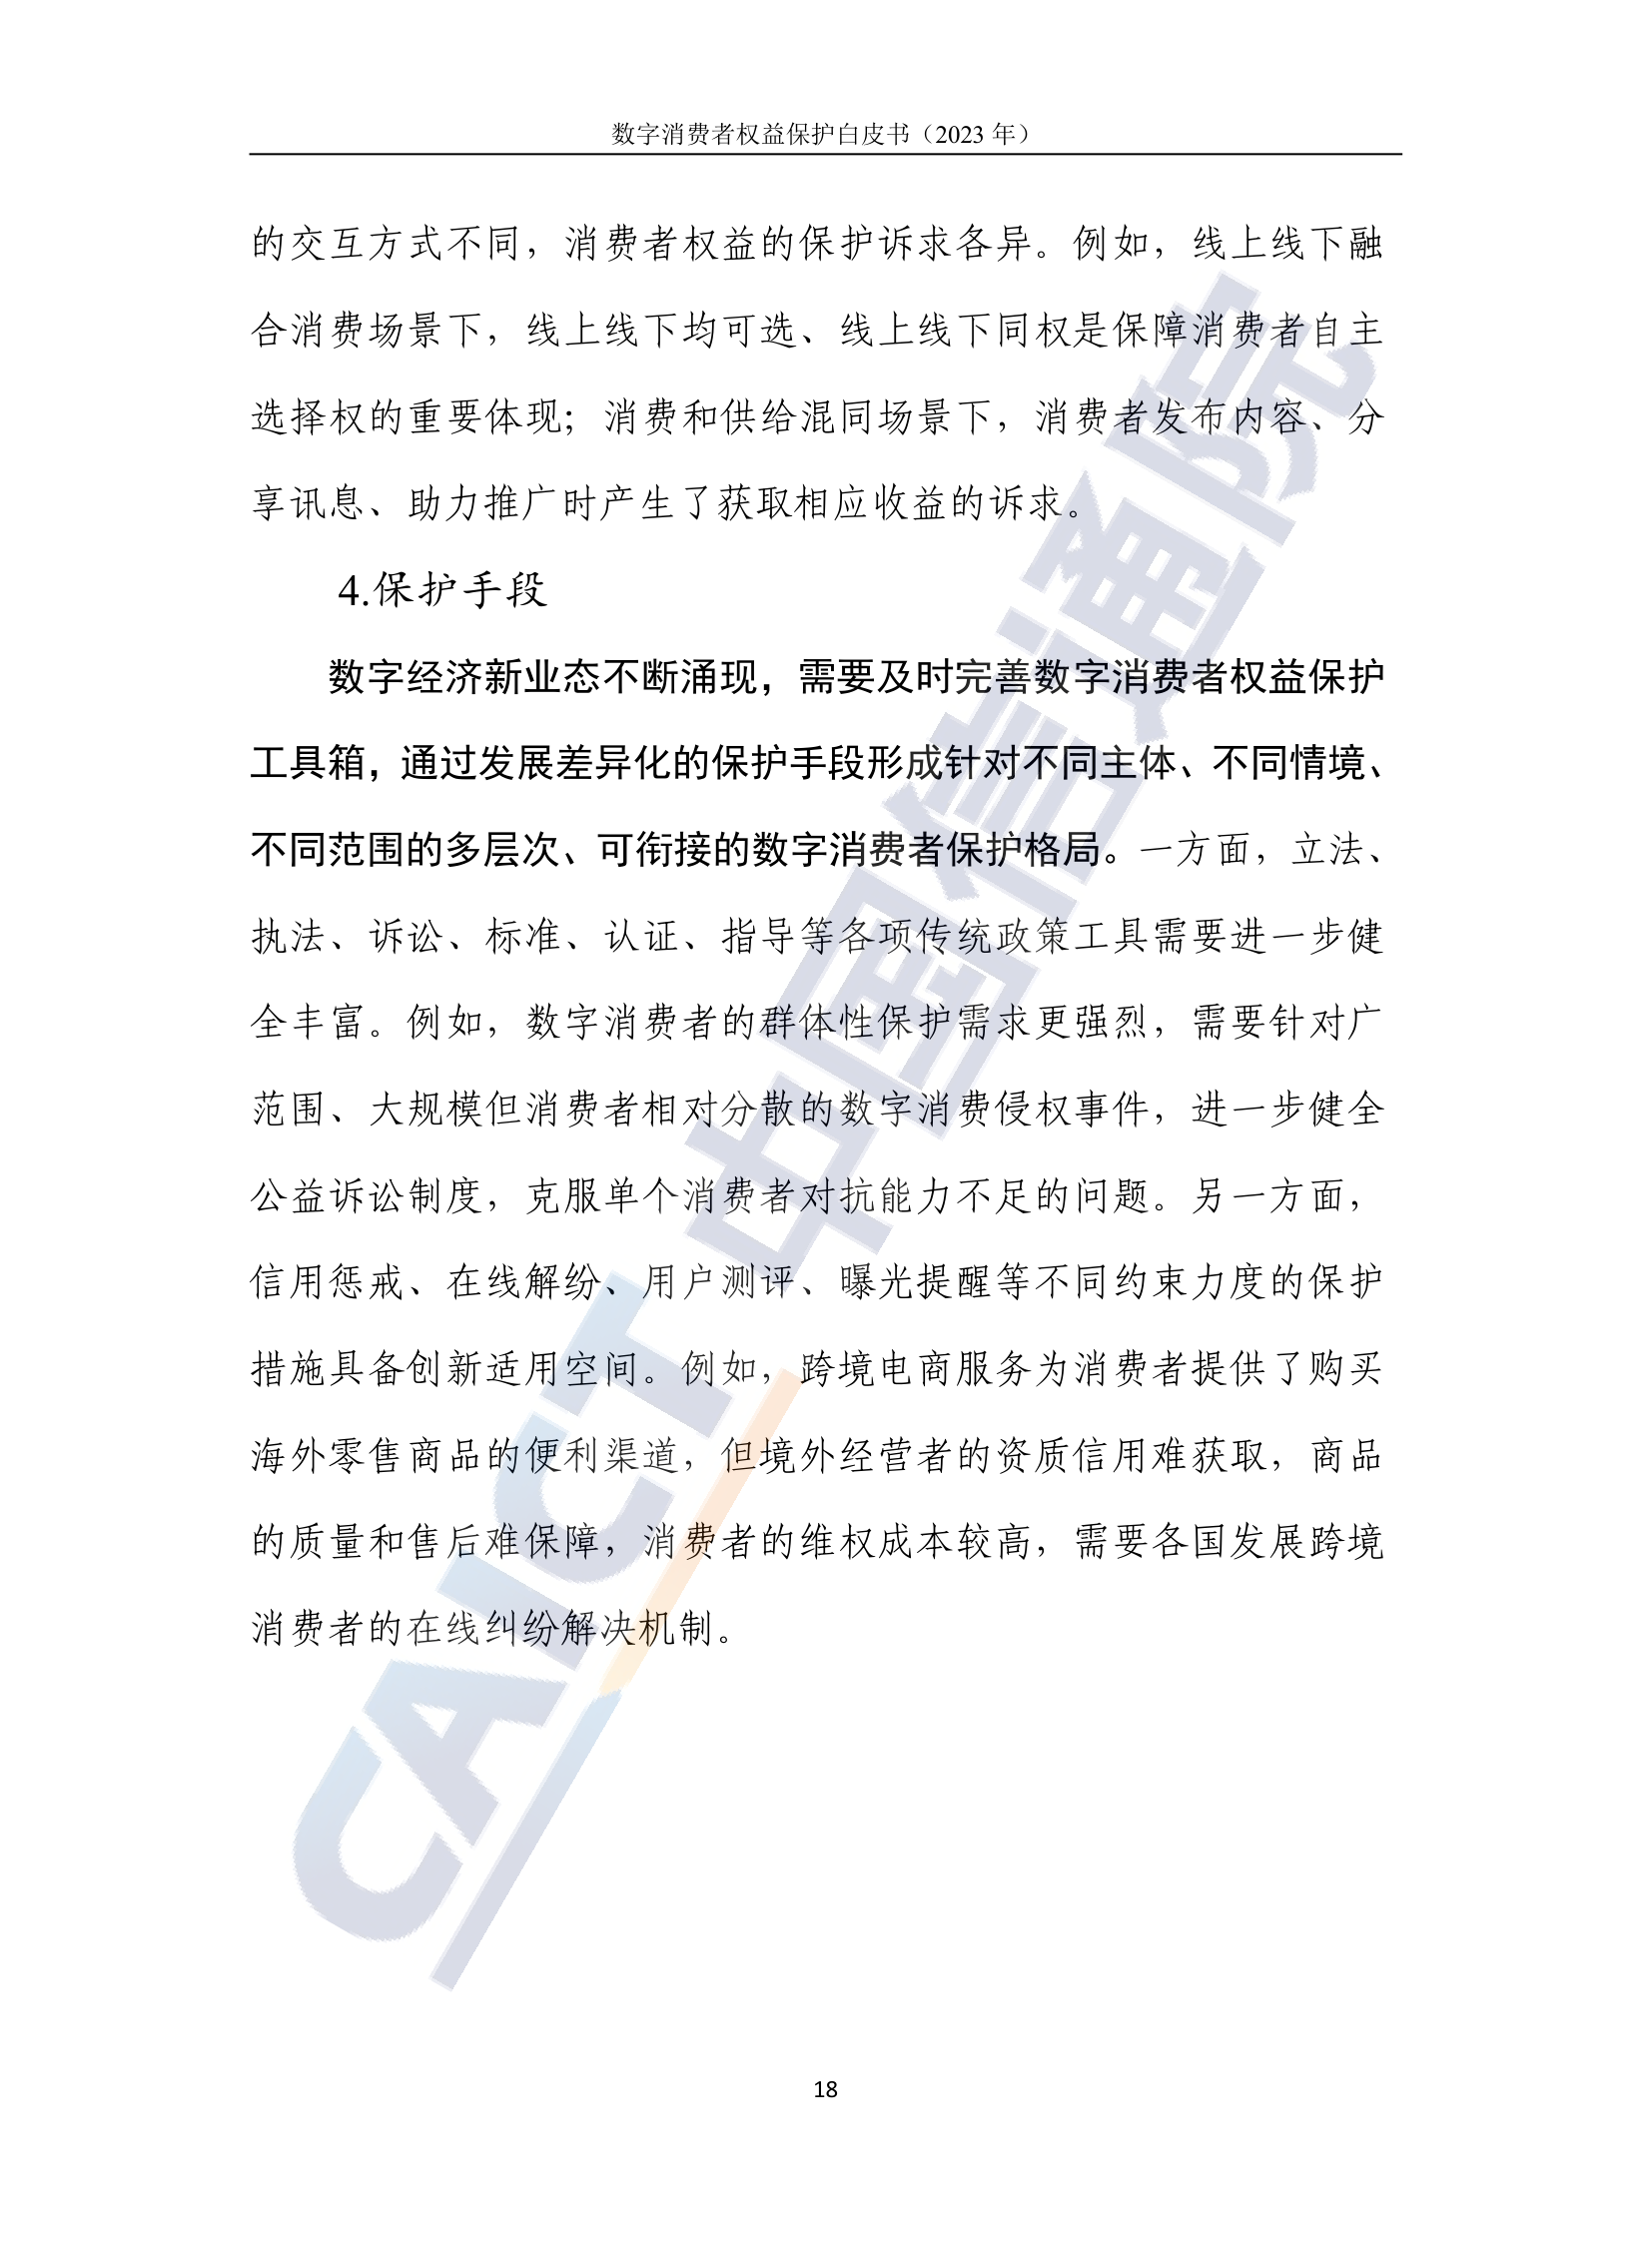 数字消费者权益保护白皮书（2023 年）
的交互方式不同，消费者权益的保护诉求各异。例如，线上线下融
合消费场景下，线上线下均可选、线上线下同权是保障消费者自主
选择权的重要体现；消费和供给混同场景下，消费者发布内容、分
享讯息、助力推广时产生了获取相应收益的诉求。
4.保护手段
数字经济新业态不断涌现，需要及时完善数字消费者权益保护
工具箱，通过发展差异化的保护手段形成针对不同主体、不同情境、
不同范围的多层次、可衔接的数字消费者保护格局。一方面，立法、
执法、诉讼、标准、认证、指导等各项传统政策工具需要进一步健
全丰富。例如，数字消费者的群体性保护需求更强烈，需要针对广
范围、大规模但消费者相对分散的数字消费侵权事件，进一步健全
公益诉讼制度，克服单个消费者对抗能力不足的问题。另一方面，
信用惩戒、在线解纷、用户测评、曝光提醒等不同约束力度的保护
措施具备创新适用空间。例如，跨境电商服务为消费者提供了购买
海外零售商品的便利渠道，但境外经营者的资质信用难获取，商品
的质量和售后难保障，消费者的维权成本较高，需要各国发展跨境
消费者的在线纠纷解决机制。
CAICT 中国信通院
18